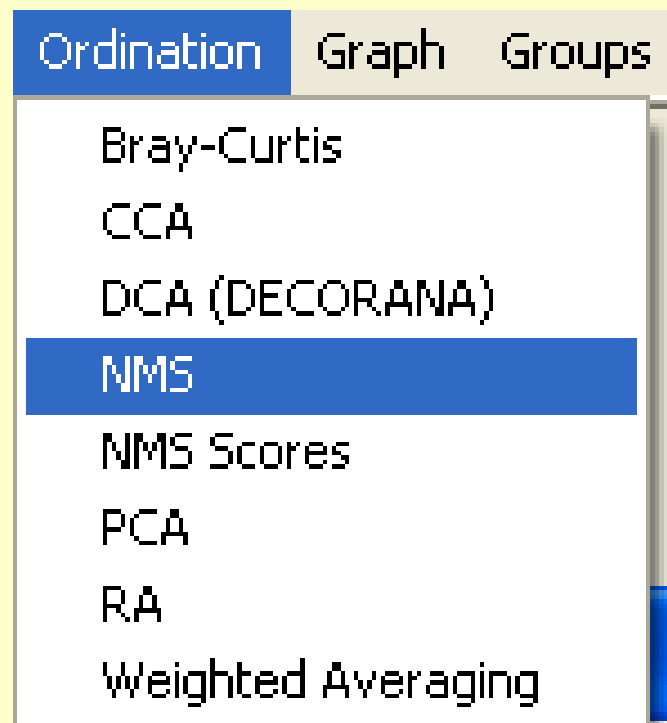 Ordination Graph Groups
Bray-Curtis
CCA
DCA (DECORANA)
NMS
NMS Scores
PCA
RA
Weighted Averaging